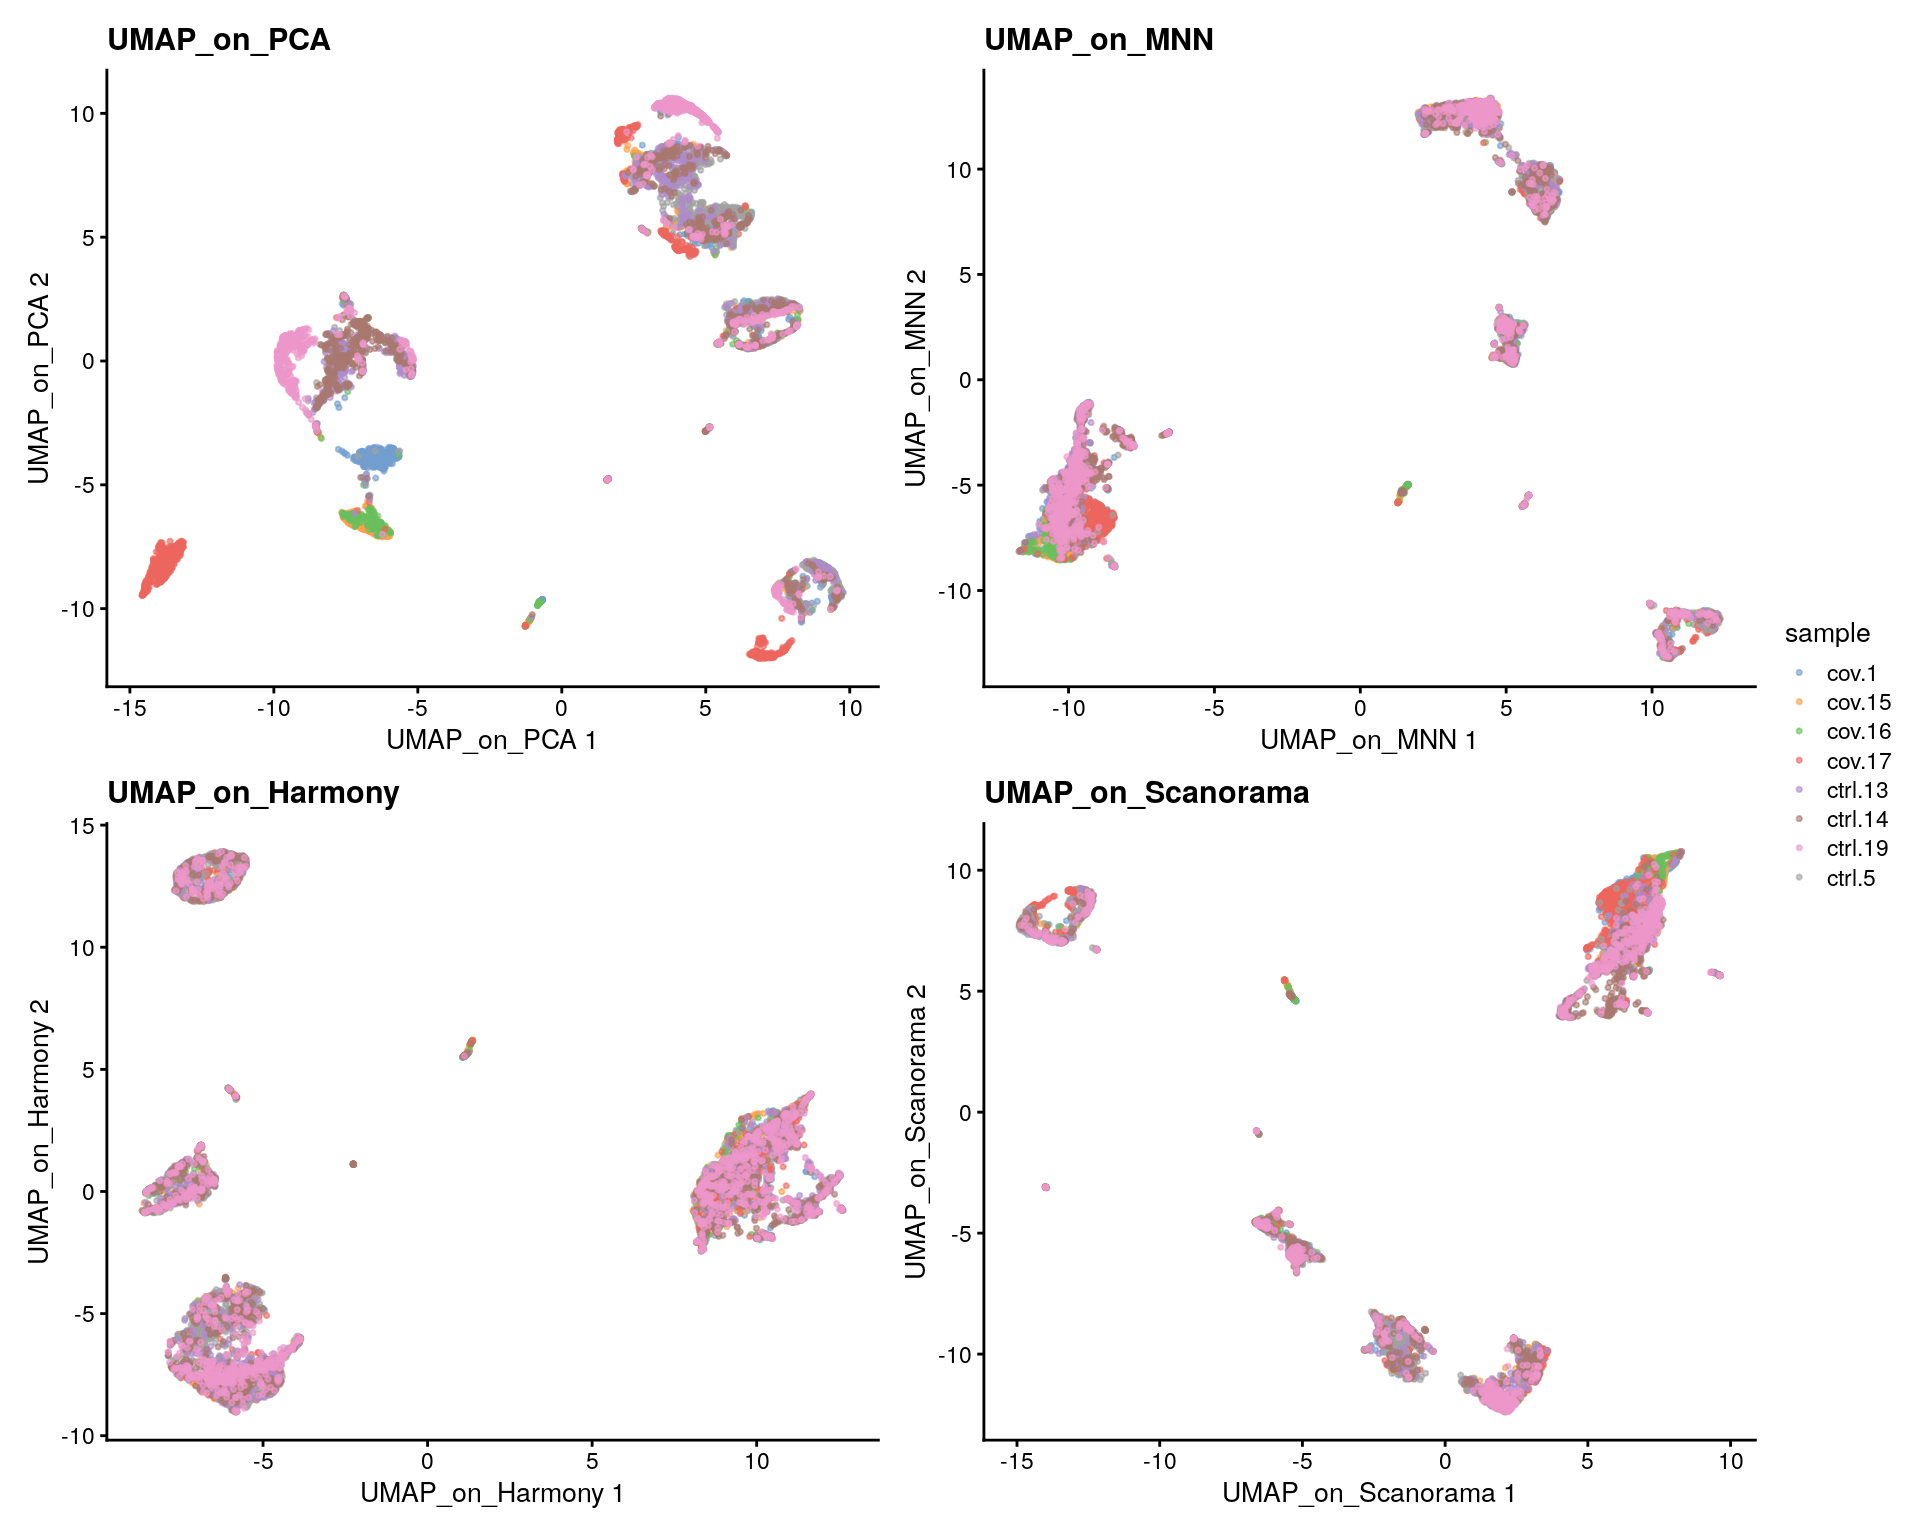 UMAP_on_PCA
UMAP_on_PCA 2
10
5
0
-5
-10
-15
-10
-5
0
5
10
UMAP_on_PCA 1
UMAP_on_MNN
UMAP_on_MNN 2
10
5
0
-5
-10
-10
-5
0
5
10
UMAP_on_MNN 1
UMAP_on_Harmony
UMAP_on_Harmony 2
15
10
5
0
-5
-10
-5
0
5
10
UMAP_on_Harmony 1
UMAP_on_Scanorama
UMAP_on_Scanorama 2
10
5
0
-5
-10
-15
-10
-5
0
5
10
UMAP_on_Scanorama 1
sample
cov.1
cov.15
cov.16
cov.17
ctrl.13
ctrl.14
ctrl.19
ctrl.5